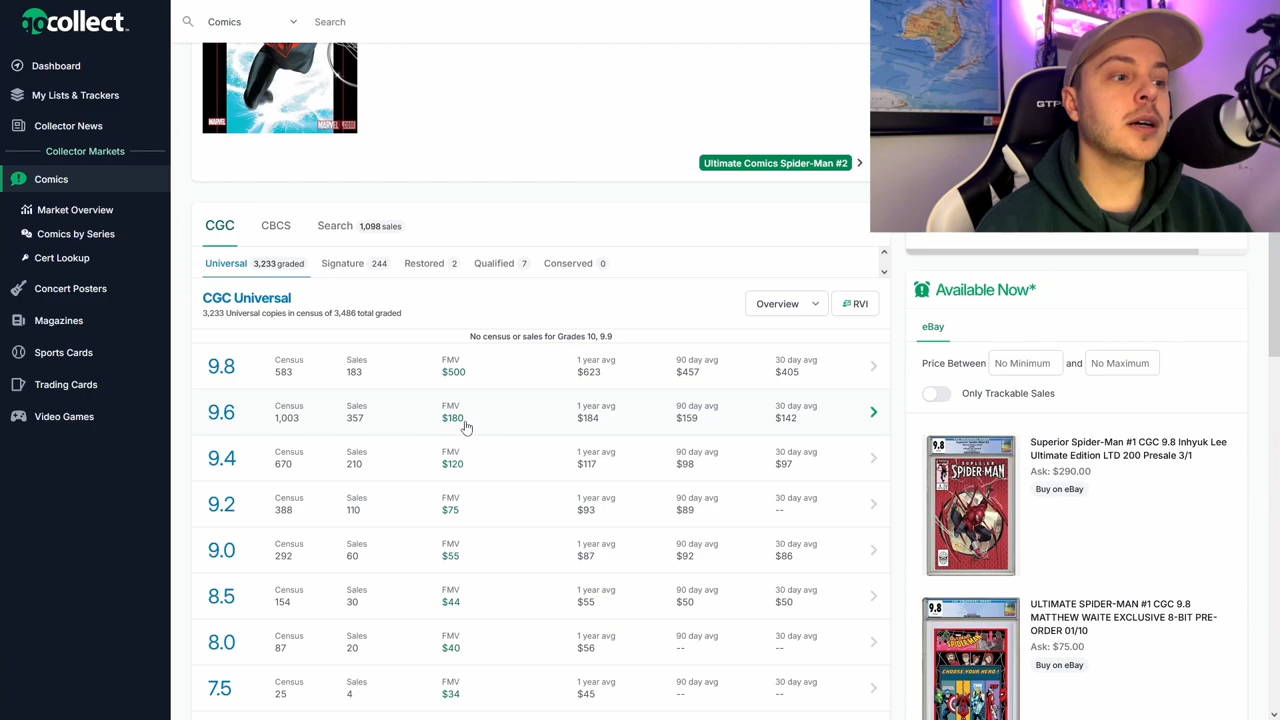 gocollect
Comics
Search
Dashboard
My Lists & Trackers
Collector News
Collector Markets
Comics
Market Overview
Comics by Series
Cert Lookup
Concert Posters
Magazines
Sports Cards
Trading Cards
Video Games
MARVEL
MARVEL
Ultimate Comics Spider-Man #2
GTP
CGC CBCS Search 1,098 sales
Universal 3,233 graded Signature 244 Restored 2 Qualified 7 Conserved 0
CGC Universal
3,233 Universal copies in census of 3,486 total graded
Overview
RVI
No census or sales for Grades 10, 9.9
9.8
Census Sales FMV 1 year avg 90 day avg 30 day avg
583 183 $500 $623 $457 $405
9.6
Census Sales FMV 1 year avg 90 day avg 30 day avg
1,003 357 $180 $184 $159 $142
9.4
Census Sales FMV 1 year avg 90 day avg 30 day avg
670 210 $120 $117 $98 $97
9.2
Census Sales FMV 1 year avg 90 day avg 30 day avg
388 110 $75 $93 $89 --
9.0
Census Sales FMV 1 year avg 90 day avg 30 day avg
292 60 $55 $87 $92 $86
8.5
Census Sales FMV 1 year avg 90 day avg 30 day avg
154 30 $44 $55 $50 $50
8.0
Census Sales FMV 1 year avg 90 day avg 30 day avg
87 20 $40 $56 -- --
7.5
Census Sales FMV 1 year avg 90 day avg 30 day avg
25 4 $34 $45 -- --
Available Now*
eBay
Price Between No Minimum and No Maximum
Only Trackable Sales
9.8
SUPERIOR
SPIDER-MAN
Superior Spider-Man #1 CGC 9.8 Inhyuk Lee
Ultimate Edition LTD 200 Presale 3/1
Ask: $290.00
Buy on eBay
9.8
SPIDER-MAN
CHOOSE YOUR HERO!
ULTIMATE SPIDER-MAN #1 CGC 9.8
MATTHEW WAITE EXCLUSIVE 8-BIT PRE-
ORDER 01/10
Ask: $75.00
Buy on eBay